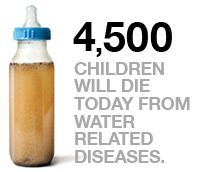 4,500
CHILDREN
WILL DIE
TODAY FROM
WATER
RELATED
DISEASES.